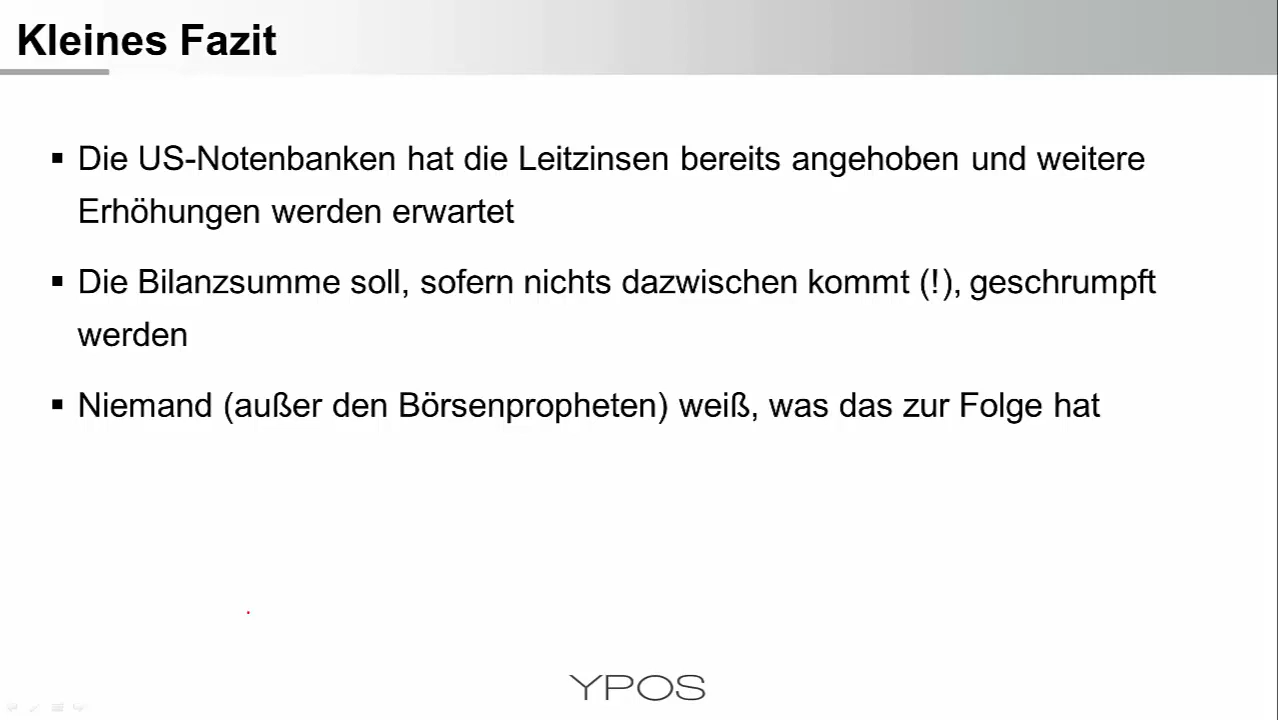 Kleines Fazit
▪ Die US-Notenbanken hat die Leitzinsen bereits angehoben und weitere
Erhöhungen werden erwartet
▪ Die Bilanzsumme soll, sofern nichts dazwischen kommt (!), geschrumpft
werden
▪ Niemand (außer den Börsenpropheten) weiß, was das zur Folge hat
YPOS